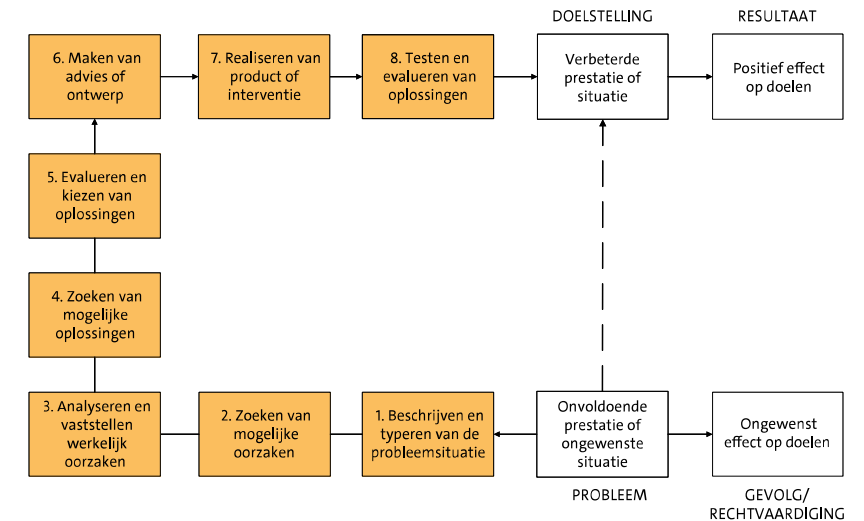 DOELSTELLING
RESULTAAT
6. Maken van
advies of
ontwerp
7. Realiseren van
product of
interventie
8. Testen en
evalueren van
oplossingen
Verbeterde
prestatie of
situatie
Positief effect
op doelen
5. Evalueren en
kiezen van
oplossingen
4. Zoeken van
mogelijke
oplossingen
3. Analyseren en
vaststellen
werkelijk
oorzaken
2. Zoeken van
mogelijke
oorzaken
1. Beschrijven en
typeren van de
probleemsituatie
Onvoldoende
prestatie of
ongewenste
situatie
Ongewenst
effect op doelen
PROBLEEM
GEVOLG/
RECHTVAARDIGING